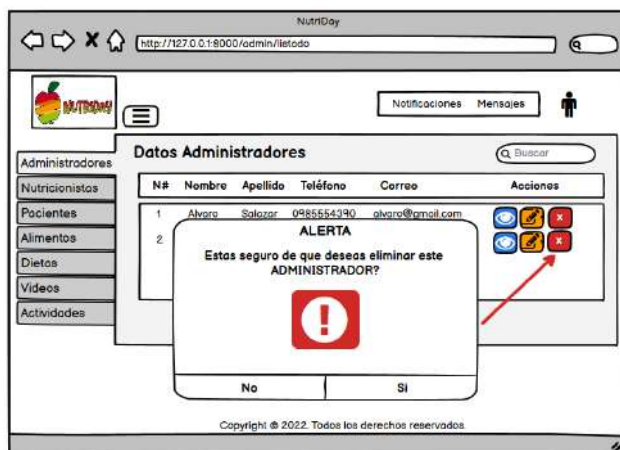 NutriDay
http://127.0.0.1:8000/admin/listado
NUTRIDAY
Notificaciones Mensajes
Administradores
Nutricionistas
Pacientes
Alimentos
Dietas
Videos
Actividades
Datos Administradores
Buscar
N# Nombre Apellido Teléfono Correo Acciones
1 Alvaro Salazar 0985554390 alvaro@gmail.com
X
2
X
ALERTA
Estas seguro de que deseas eliminar este
ADMINISTRADOR?
!
No Si
Copyright © 2022. Todos los derechos reservados.